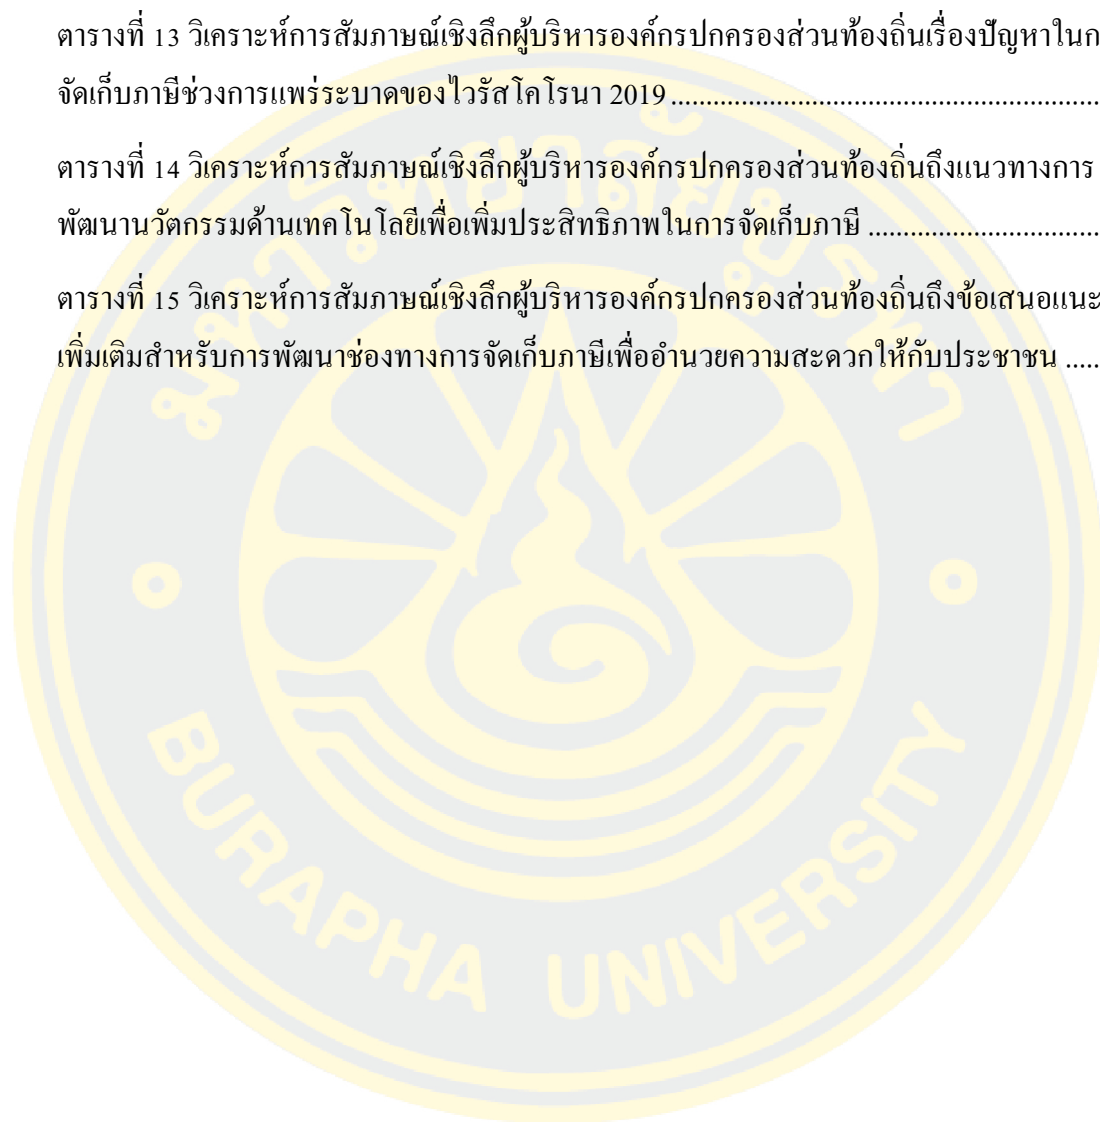 ตารางที่ 13 วิเคราะห์การสัมภาษณ์เชิงลึกผู้บริหารองค์กรปกครองส่วนท้องถิ่นเรื่องปัญหาในก
จัดเก็บภาษีช่วงการแพร่ระบาดของไวรัสโคโรนา 2019 ............................................................
ตารางที่ 14 วิเคราะห์การสัมภาษณ์เชิงลึกผู้บริหารองค์กรปกครองส่วนท้องถิ่นถึงแนวทางการ
พัฒนานวัตกรรมด้านเทคโนโลยีเพื่อเพิ่มประสิทธิภาพในการจัดเก็บภาษี .................................
ตารางที่ 15 วิเคราะห์การสัมภาษณ์เชิงลึกผู้บริหารองค์กรปกครองส่วนท้องถิ่นถึงข้อเสนอแนะ
เพิ่มเติมสำหรับการพัฒนาช่องทางการจัดเก็บภาษีเพื่ออำนวยความสะดวกให้กับประชาชน .....
มหาวิทยาลัยบูรพา
BURAPHA UNIVERSITY